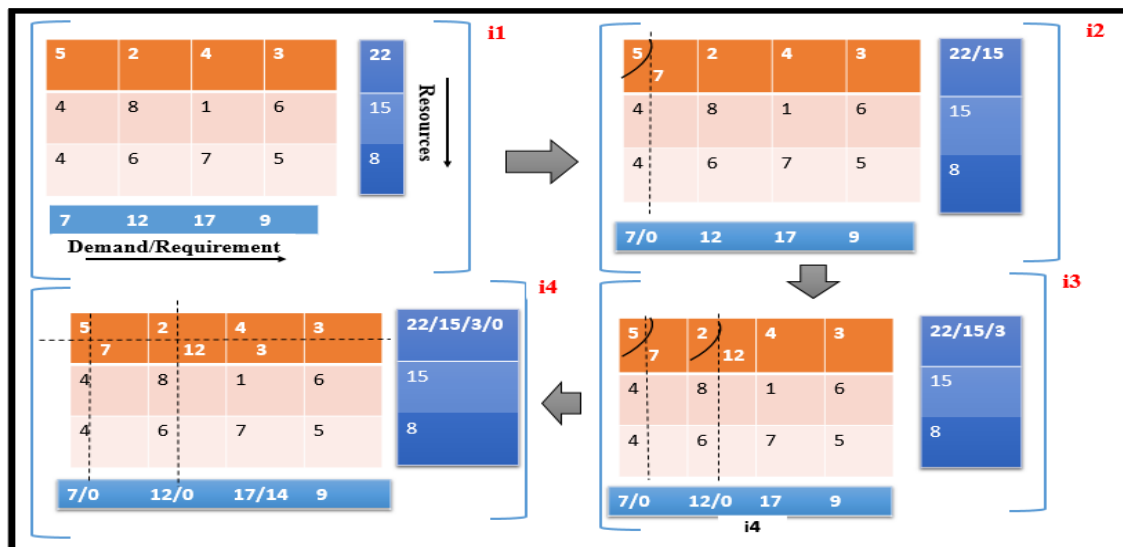 i1
5 2 4 3 22
4 8 1 6 15
4 6 7 5 8
Resources
7 12 17 9
Demand/Requirement
i2
5 2 4 3 22/15
7
4 8 1 6 15
4 6 7 5 8
7/0 12 17 9
i3
5 2 4 3 22/15/3
7 12
4 8 1 6 15
4 6 7 5 8
7/0 12/0 17 9
i4
i4
5 2 4 3 22/15/3/0
7 12 3
4 8 1 6 15
4 6 7 5 8
7/0 12/0 17/14 9